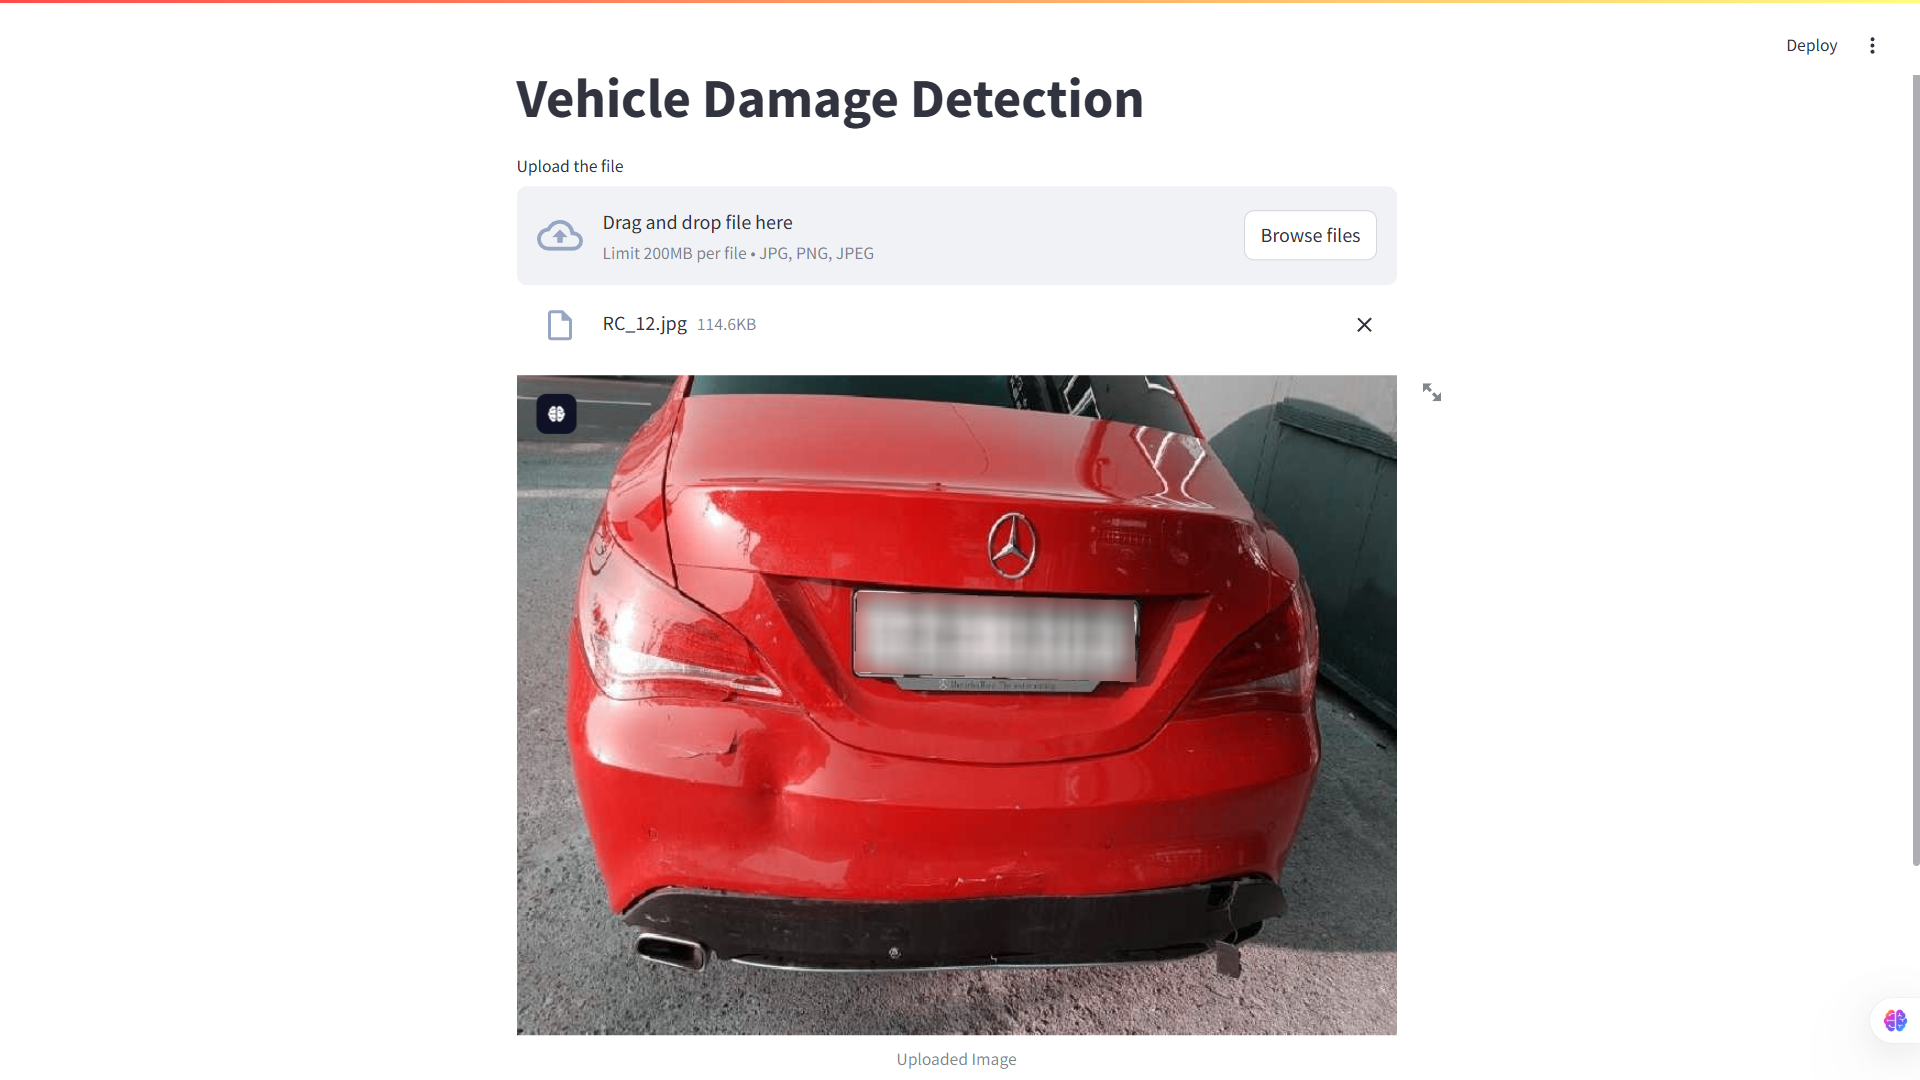 Deploy
Vehicle Damage Detection
Upload the file
Drag and drop file here
Limit 200MB per file • JPG, PNG, JPEG
Browse files
RC_12.jpg 114.6KB
Uploaded Image